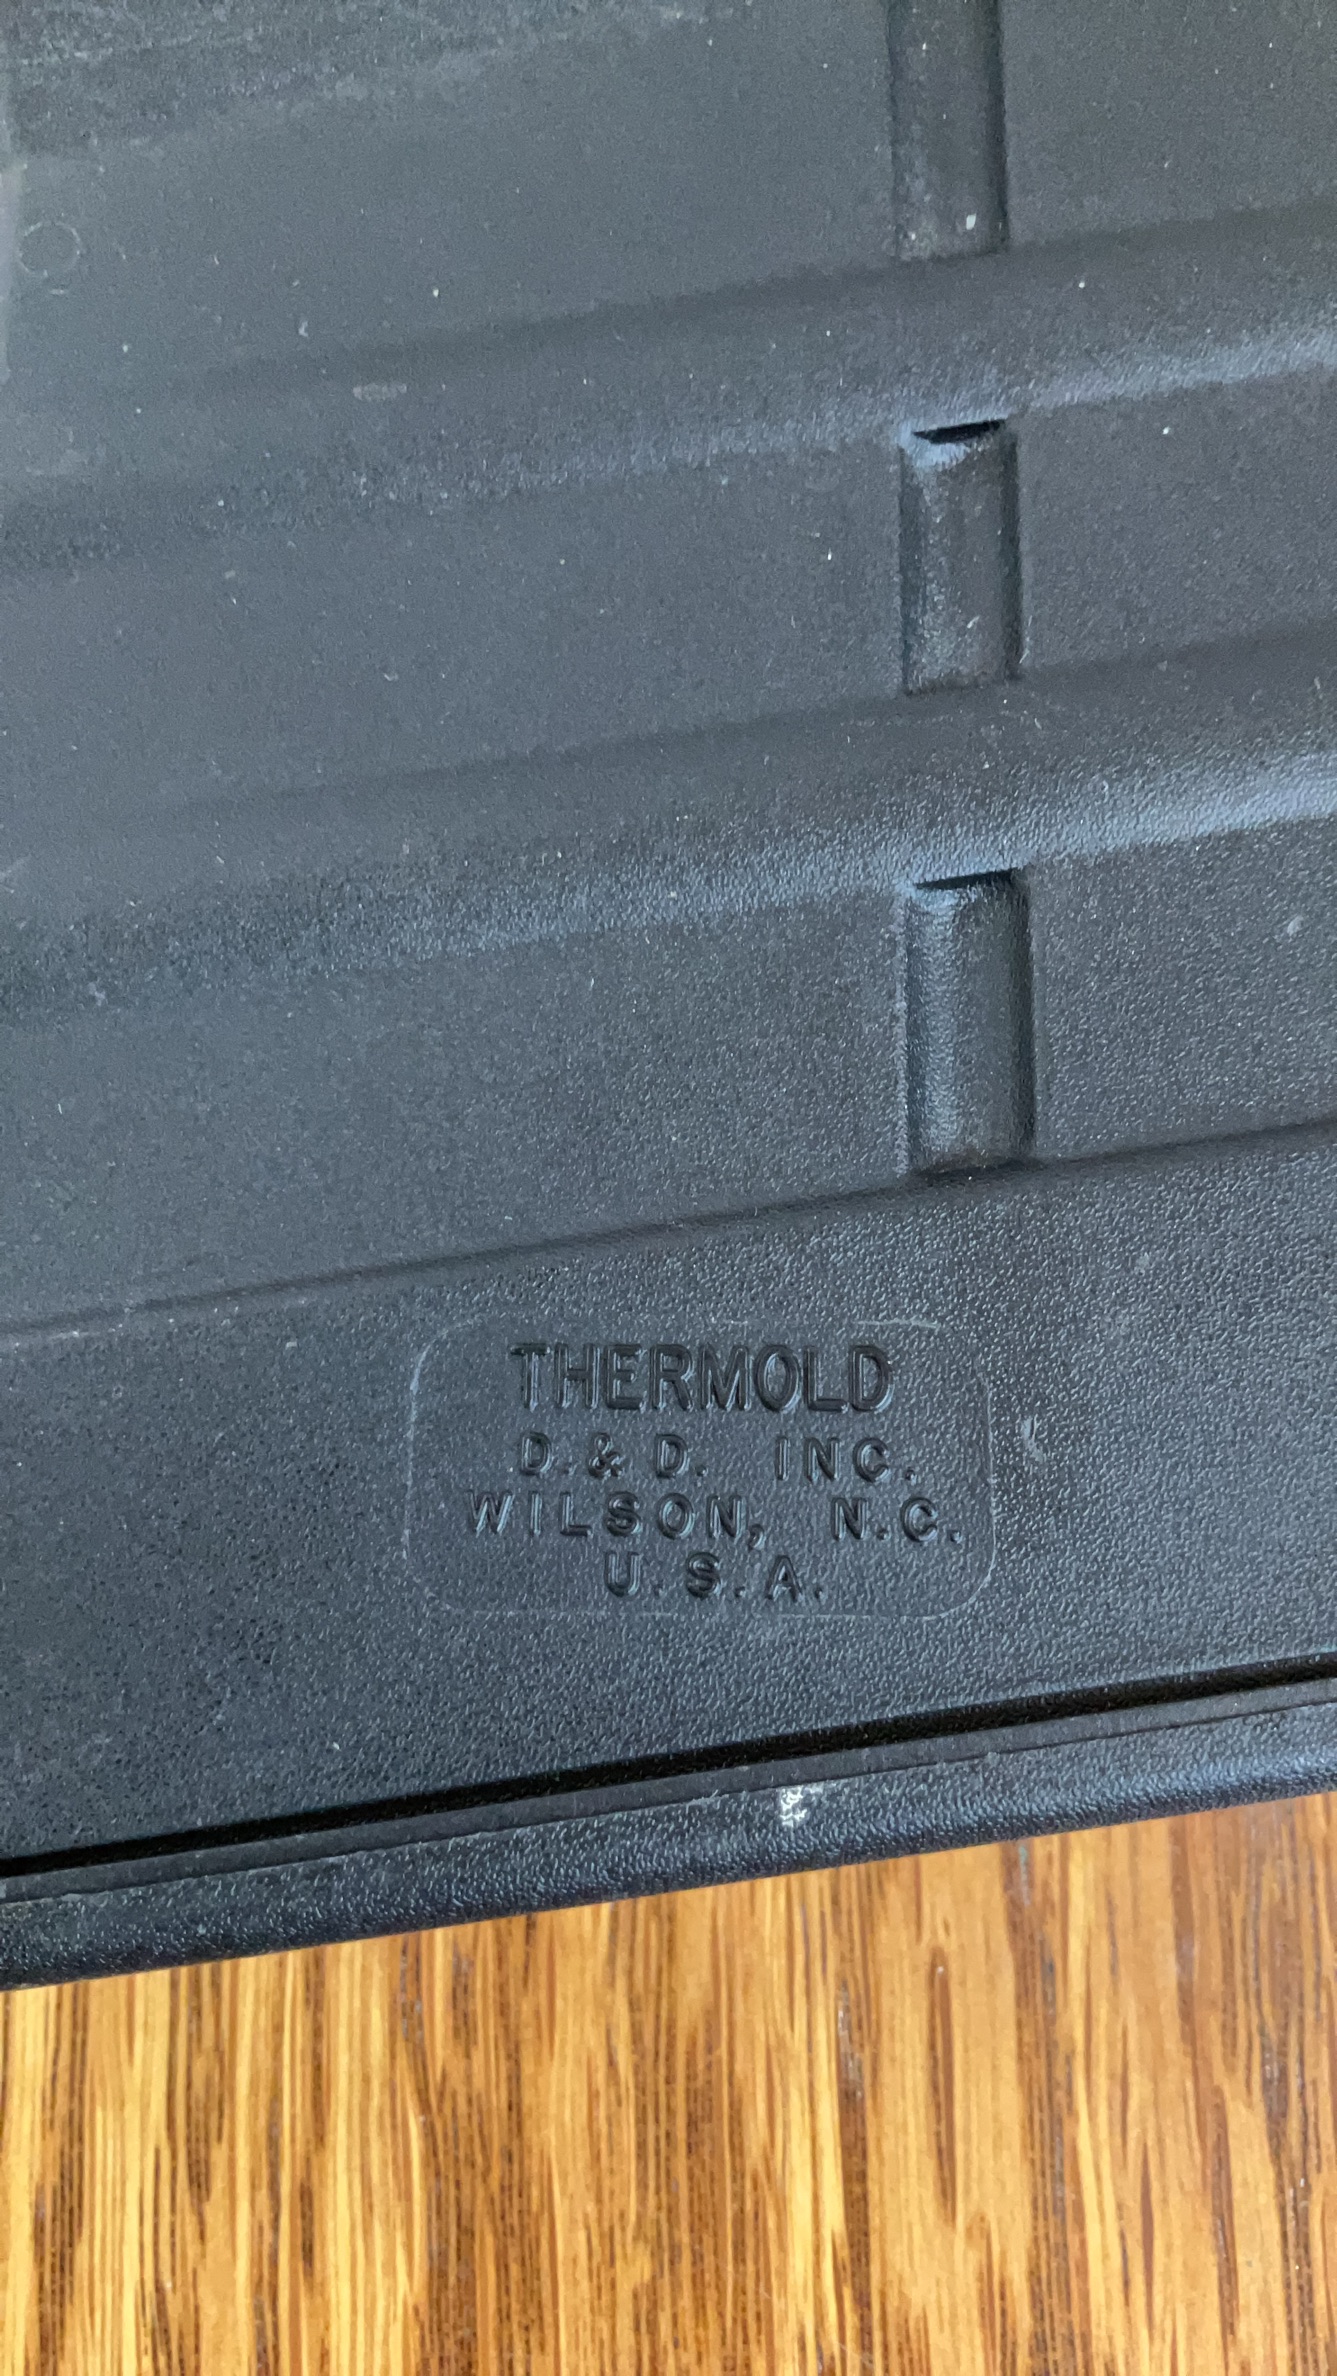 THERMOLD
D.&D. INC.
WILSON, N.C.
U.S.A.